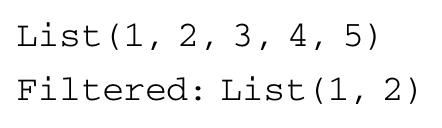 List(1, 2, 3, 4, 5)
Filtered: List(1, 2)